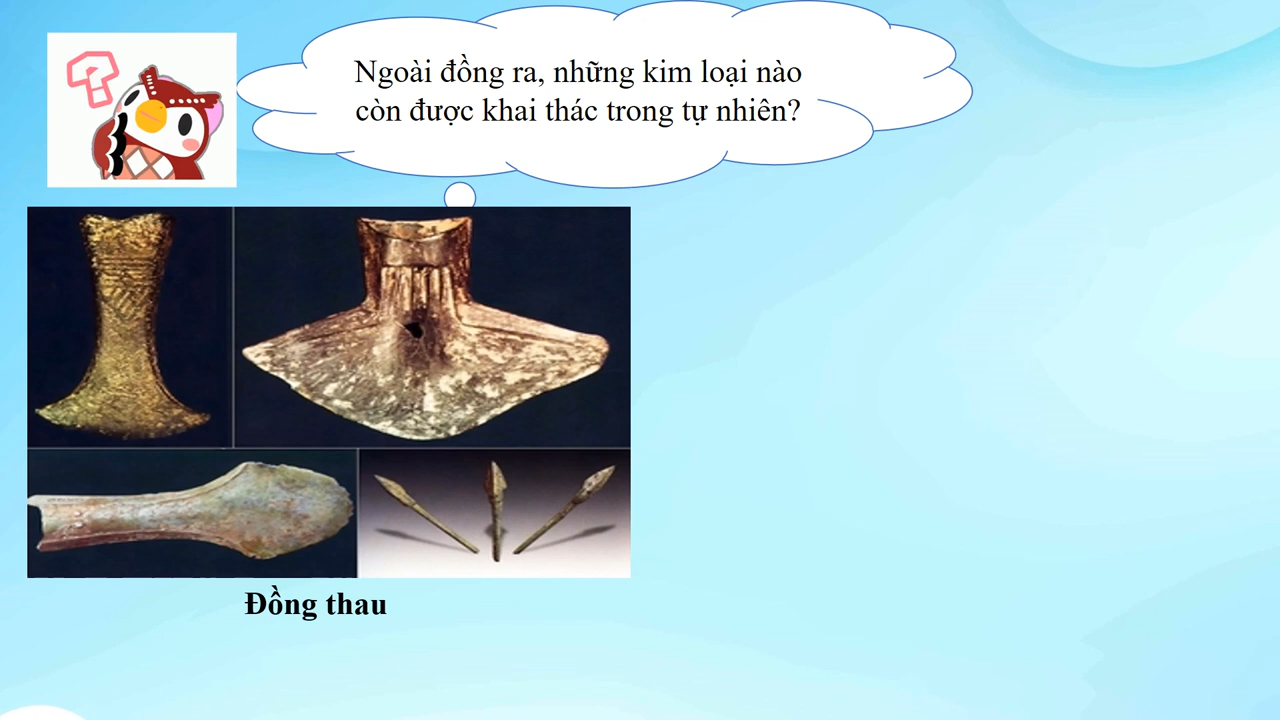 Ngoài đồng ra, những kim loại nào
còn được khai thác trong tự nhiên?
Đồng thau